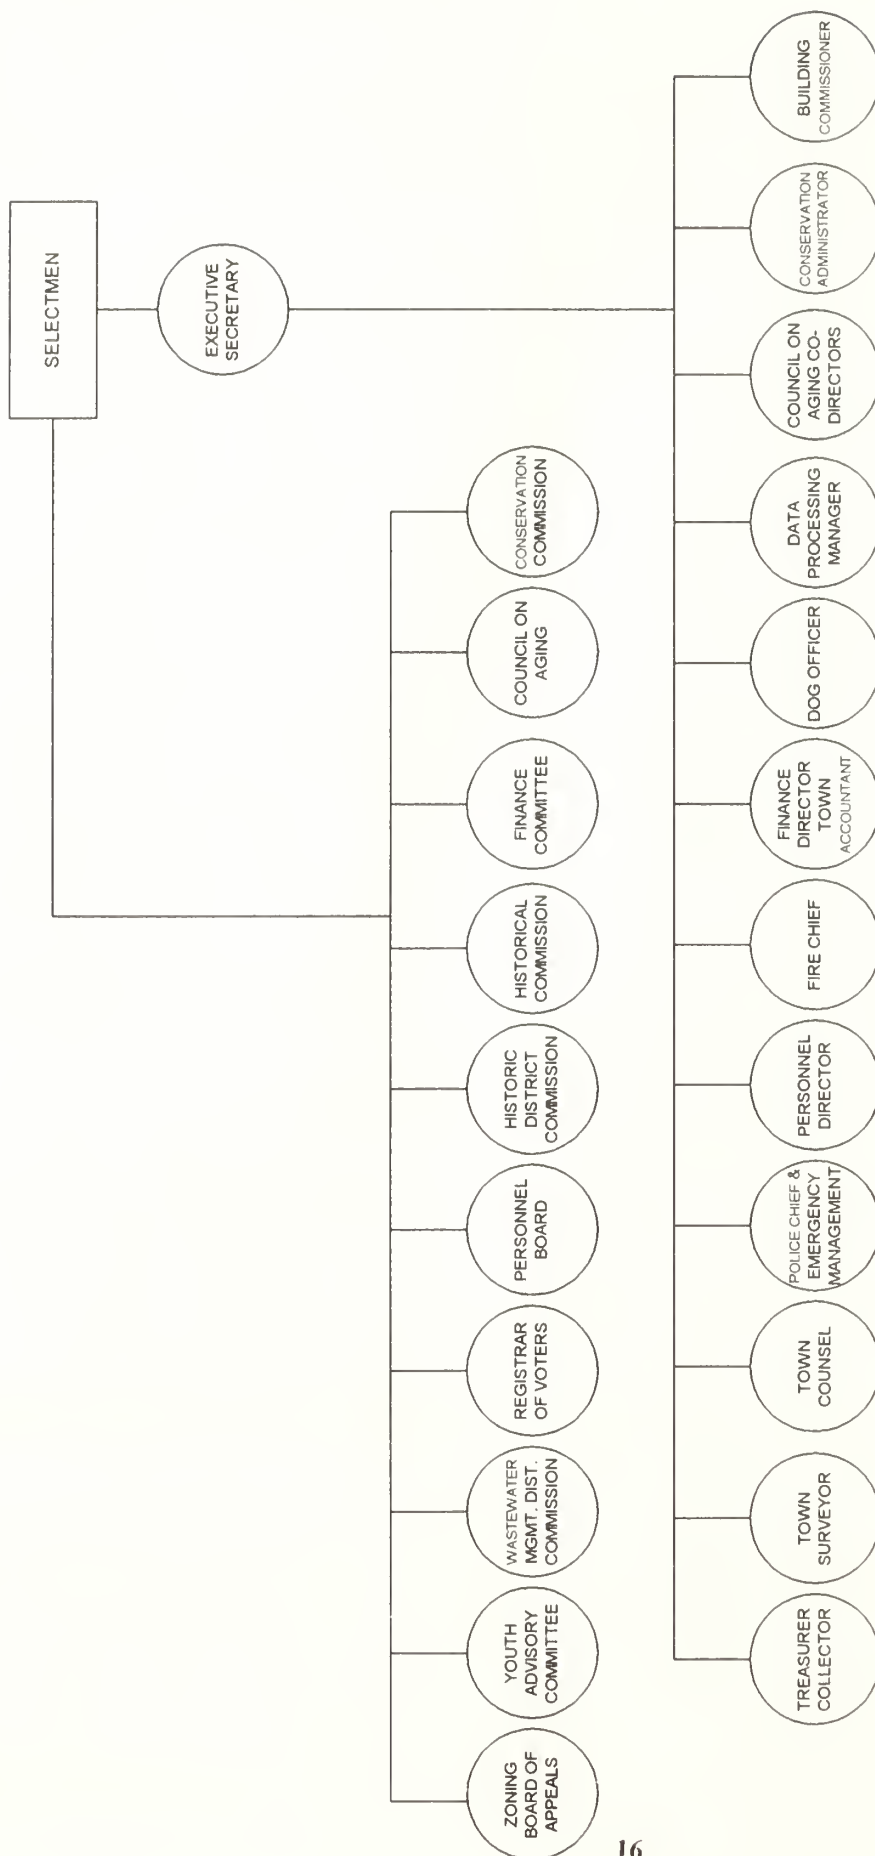 SELECTMEN
EXECUTIVE
SECRETARY
ZONING
BOARD OF
APPEALS
YOUTH
ADVISORY
COMMITTEE
WASTEWATER
MGMT. DIST.
COMMISSION
REGISTRAR
OF VOTERS
PERSONNEL
BOARD
HISTORIC
DISTRICT
COMMISSION
HISTORICAL
COMMISSION
FINANCE
COMMITTEE
COUNCIL ON
AGING
CONSERVATION
COMMISSION
TREASURER
COLLECTOR
TOWN
SURVEYOR
TOWN
COUNSEL
POLICE CHIEF &
EMERGENCY
MANAGEMENT
PERSONNEL
DIRECTOR
FIRE CHIEF
FINANCE
DIRECTOR
TOWN
ACCOUNTANT
DOG OFFICER
DATA
PROCESSING
MANAGER
COUNCIL ON
AGING CO-
DIRECTORS
CONSERVATION
ADMINISTRATOR
BUILDING
COMMISSIONER
16